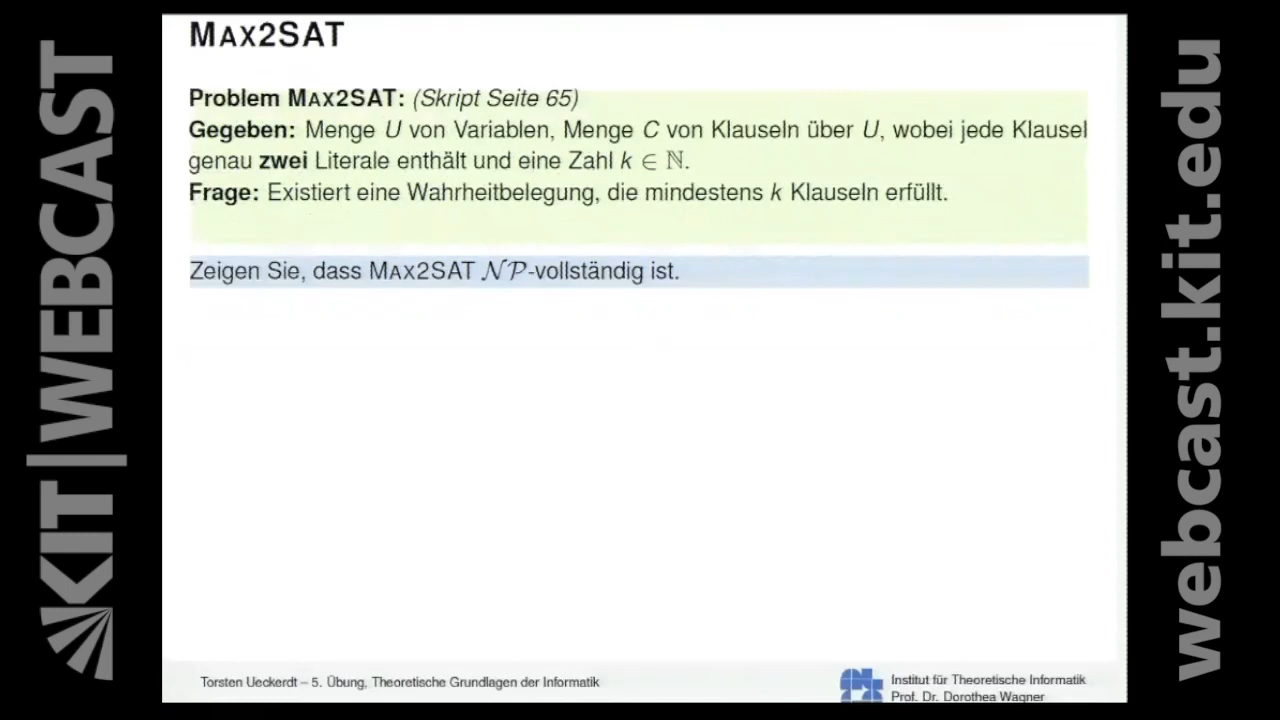 MAX2SAT
Problem MAX2SAT: (Skript Seite 65)
Gegeben: Menge U von Variablen, Menge C von Klauseln über U, wobei jede Klausel
genau zwei Literale enthält und eine Zahl k ∈ ℕ.
Frage: Existiert eine Wahrheitbelegung, die mindestens k Klauseln erfüllt.
Zeigen Sie, dass MAX2SAT 𝒩𝒫-vollständig ist.
Torsten Ueckerdt – 5. Übung, Theoretische Grundlagen der Informatik
Institut für Theoretische Informatik
Prof. Dr. Dorothea Wagner
KIT|WEBCAST
webcast.kit.edu